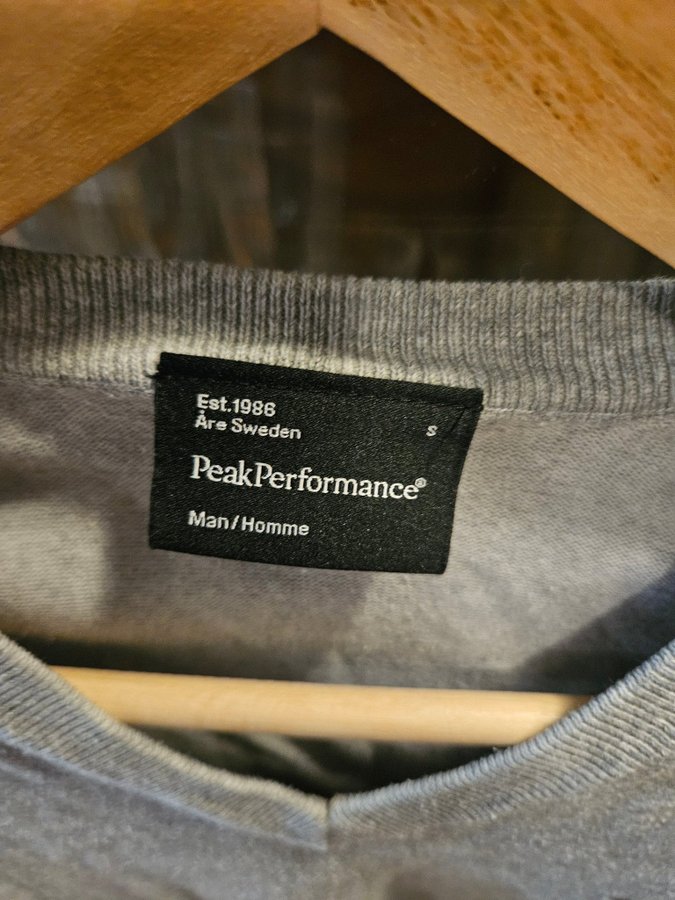 Est.1986
Åre Sweden
S
PeakPerformance®
Man/Homme